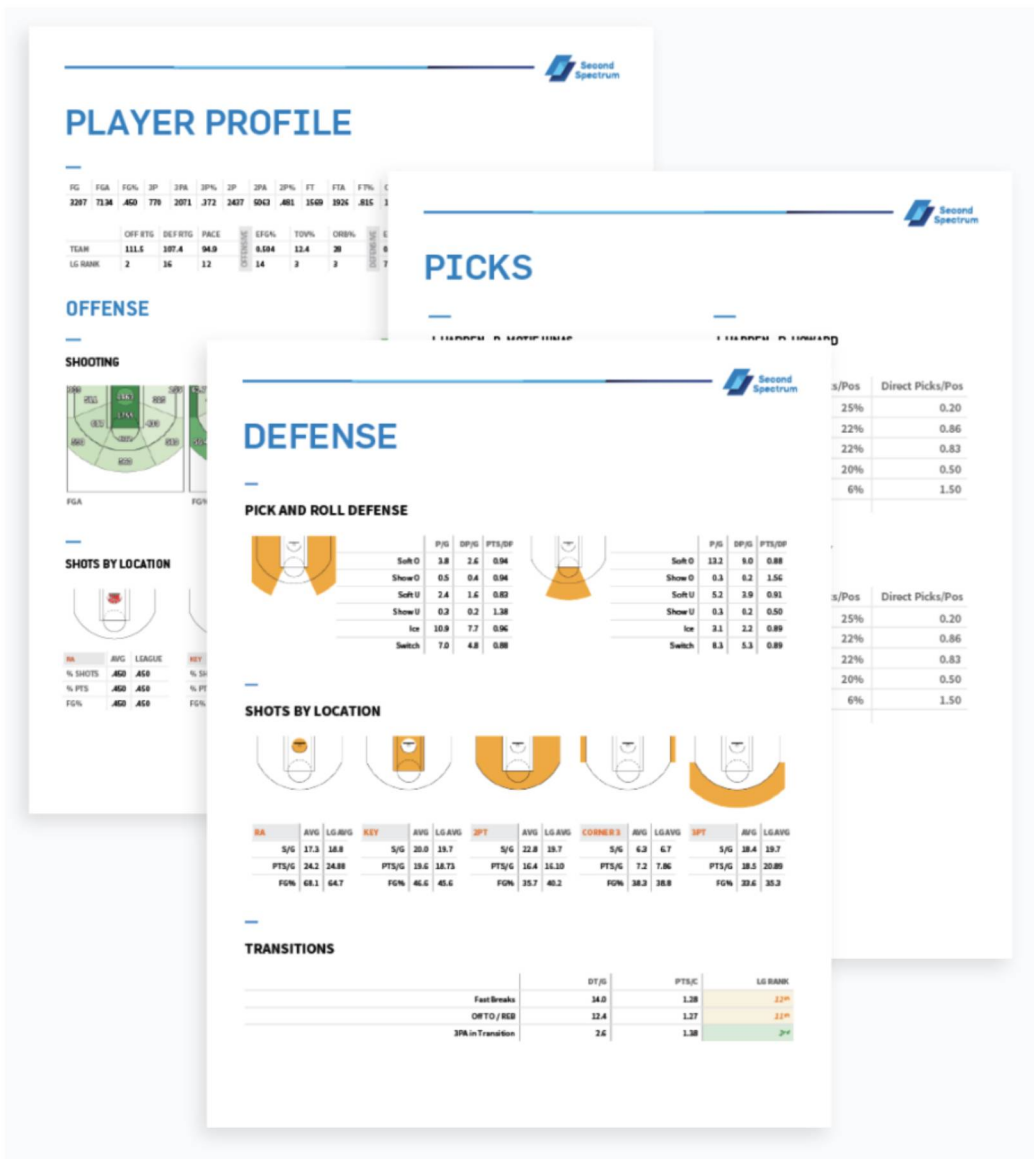 Second
Spectrum
PLAYER PROFILE
FG FGA FG% 3P 3PA 3P% 2P 2PA 2P% FT FTA FT%
3207 7134 .450 770 2071 .372 2437 5063 .481 1569 1926 .815
OFF RTG DEF RTG PACE OFFENSIVE EFG% TOV% ORB% DEFENSIVE
TEAM 111.5 107.4 94.9 0.504 12.4 28
LG RANK 2 16 12 14 3 3
OFFENSE
SHOOTING
FGA
SHOTS BY LOCATION
RA AVG LEAGUE KEY
% SHOTS .450 .450
% PTS .450 .450
FG% .450 .450 FG%
Second
Spectrum
PICKS
J. HARDEN - D. MOTIEJUNAS J. HARDEN - D. HOWARD
s/Pos Direct Picks/Pos
25% 0.20
22% 0.86
22% 0.83
20% 0.50
6% 1.50
s/Pos Direct Picks/Pos
25% 0.20
22% 0.86
22% 0.83
20% 0.50
6% 1.50
Second
Spectrum
DEFENSE
PICK AND ROLL DEFENSE
P/G DP/G PTS/DP
Soft O 3.8 2.6 0.94
Show O 0.5 0.4 0.94
Soft U 2.4 1.6 0.83
Show U 0.3 0.2 1.38
Ice 10.9 7.7 0.96
Switch 7.0 4.8 0.88
P/G DP/G PTS/DP
Soft O 13.2 9.0 0.88
Show O 0.3 0.2 1.56
Soft U 5.2 3.9 0.91
Show U 0.3 0.2 0.50
Ice 3.1 2.2 0.89
Switch 8.3 5.3 0.89
SHOTS BY LOCATION
RA AVG LG AVG KEY AVG LG AVG 2PT AVG LG AVG CORNER 3 AVG LG AVG 3PT AVG LG AVG
S/G 17.3 18.8 S/G 20.0 19.7 S/G 22.8 19.7 S/G 6.3 6.7 S/G 18.4 19.7
PTS/G 24.2 24.88 PTS/G 19.6 18.73 PTS/G 16.4 16.10 PTS/G 7.2 7.86 PTS/G 18.5 20.89
FG% 68.1 64.7 FG% 46.6 45.6 FG% 35.7 40.2 FG% 38.3 38.8 FG% 33.6 35.3
TRANSITIONS
DT/G PTS/C LG RANK
Fast Breaks 14.0 1.28 12th
Off TO / REB 12.4 1.27 11th
3PA in Transition 2.6 1.38 2rd